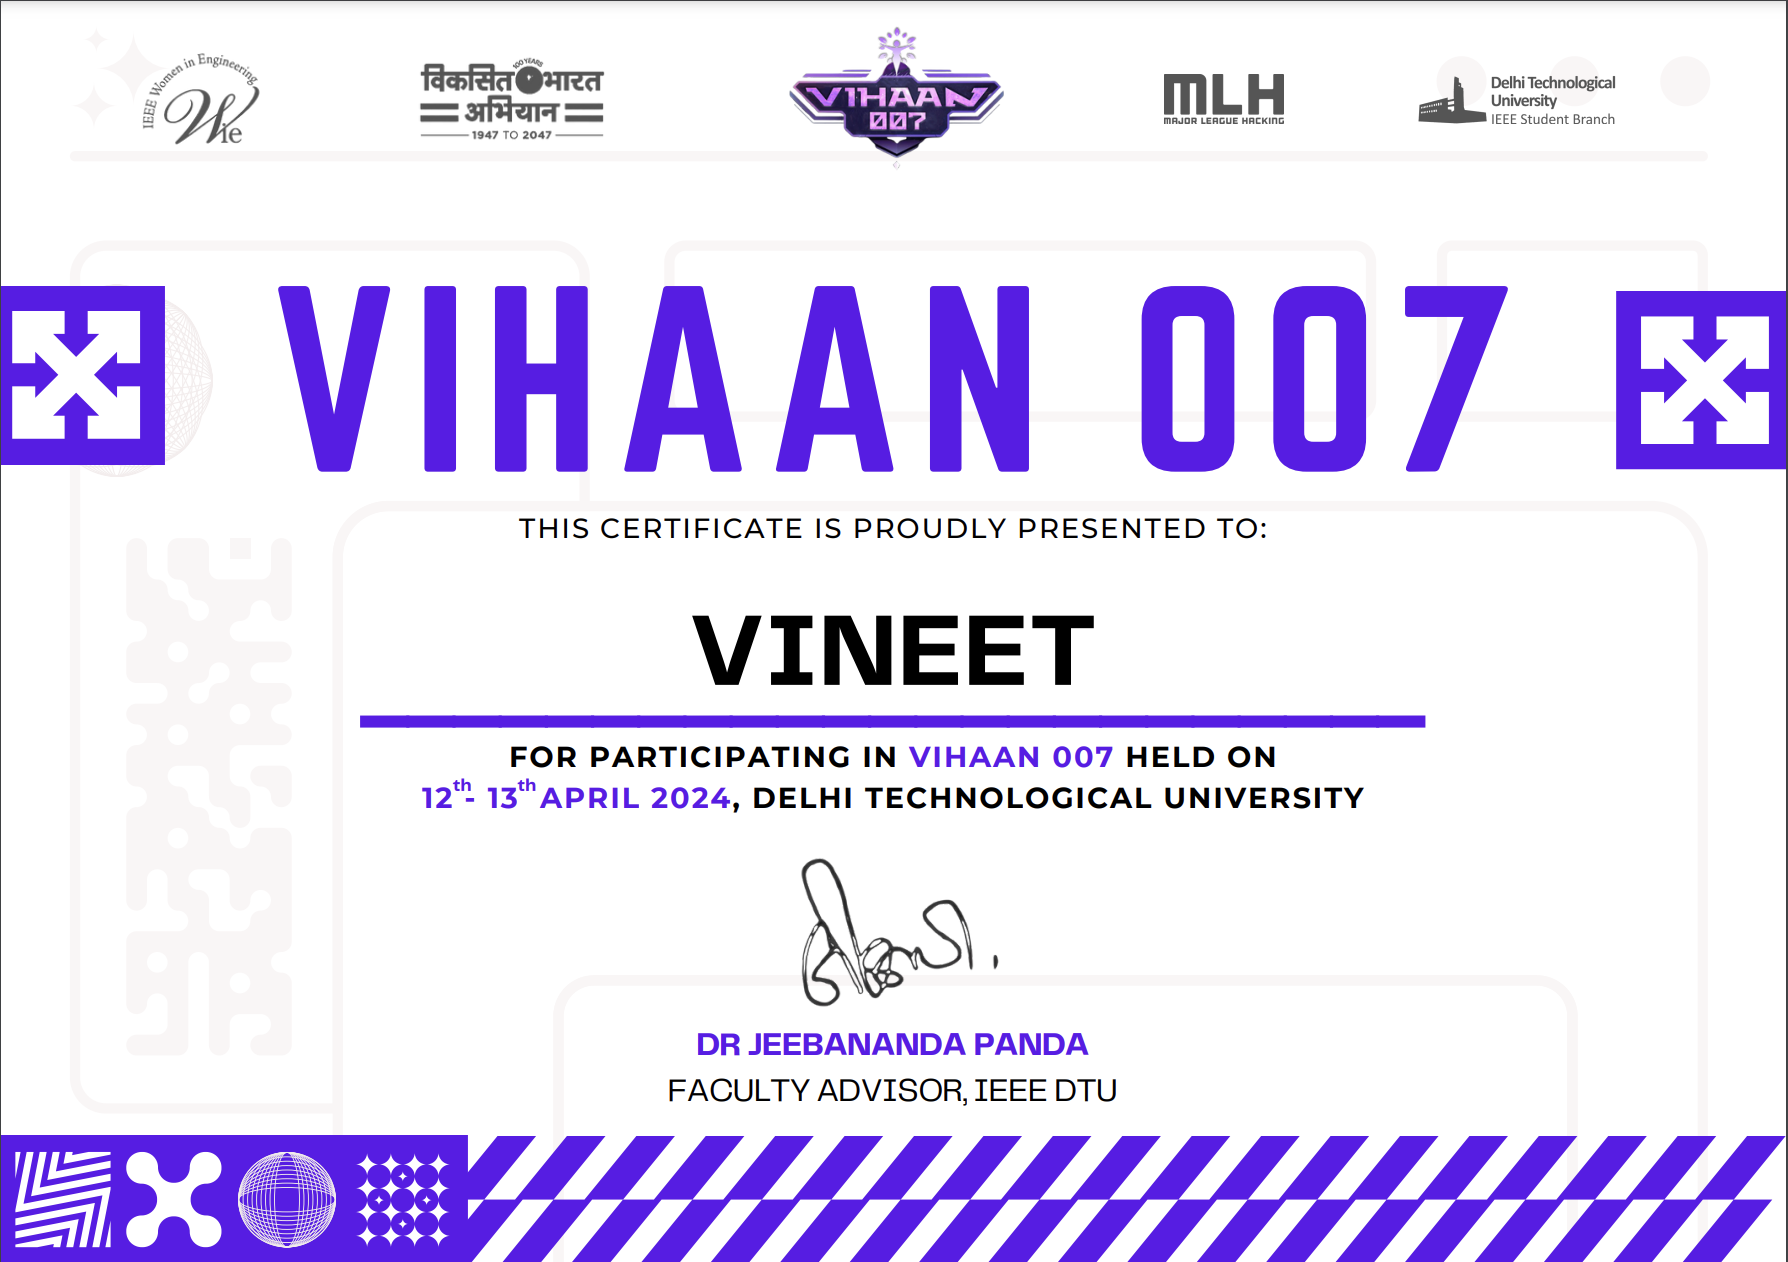 IEEE Women in Engineering
Wie
100 YEARS
विकसित भारत
अभियान
1947 TO 2047
VIHAAN
007
MLH
MAJOR LEAGUE HACKING
Delhi Technological
University
IEEE Student Branch
VIHAAN 007
THIS CERTIFICATE IS PROUDLY PRESENTED TO:
VINEET
FOR PARTICIPATING IN VIHAAN 007 HELD ON
12th- 13th APRIL 2024, DELHI TECHNOLOGICAL UNIVERSITY
DR JEEBANANDA PANDA
FACULTY ADVISOR, IEEE DTU